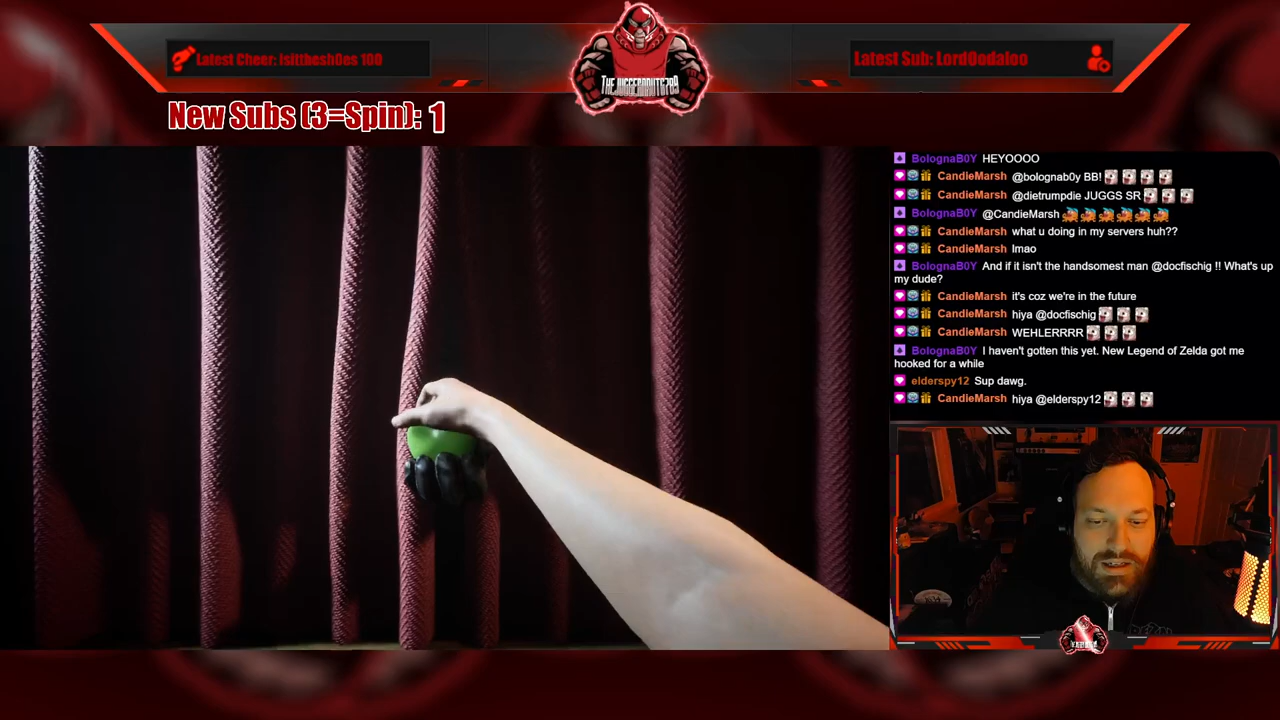 Latest Cheer: isitthesh0es 100
THEJUGGERNAUT6789
Latest Sub: LordOodaloo
New Subs (3=Spin): 1
BolognaB0Y HEYOOOO
CandieMarsh @bolognab0y BB!
CandieMarsh @dietrumpdie JUGGS SR
BolognaB0Y @CandieMarsh
CandieMarsh what u doing in my servers huh??
CandieMarsh lmao
BolognaB0Y And if it isn't the handsomest man @docfischig !! What's up
my dude?
CandieMarsh it's coz we're in the future
CandieMarsh hiya @docfischig
CandieMarsh WEHLERRRR
BolognaB0Y I haven't gotten this yet. New Legend of Zelda got me
hooked for a while
elderspy12 Sup dawg.
CandieMarsh hiya @elderspy12